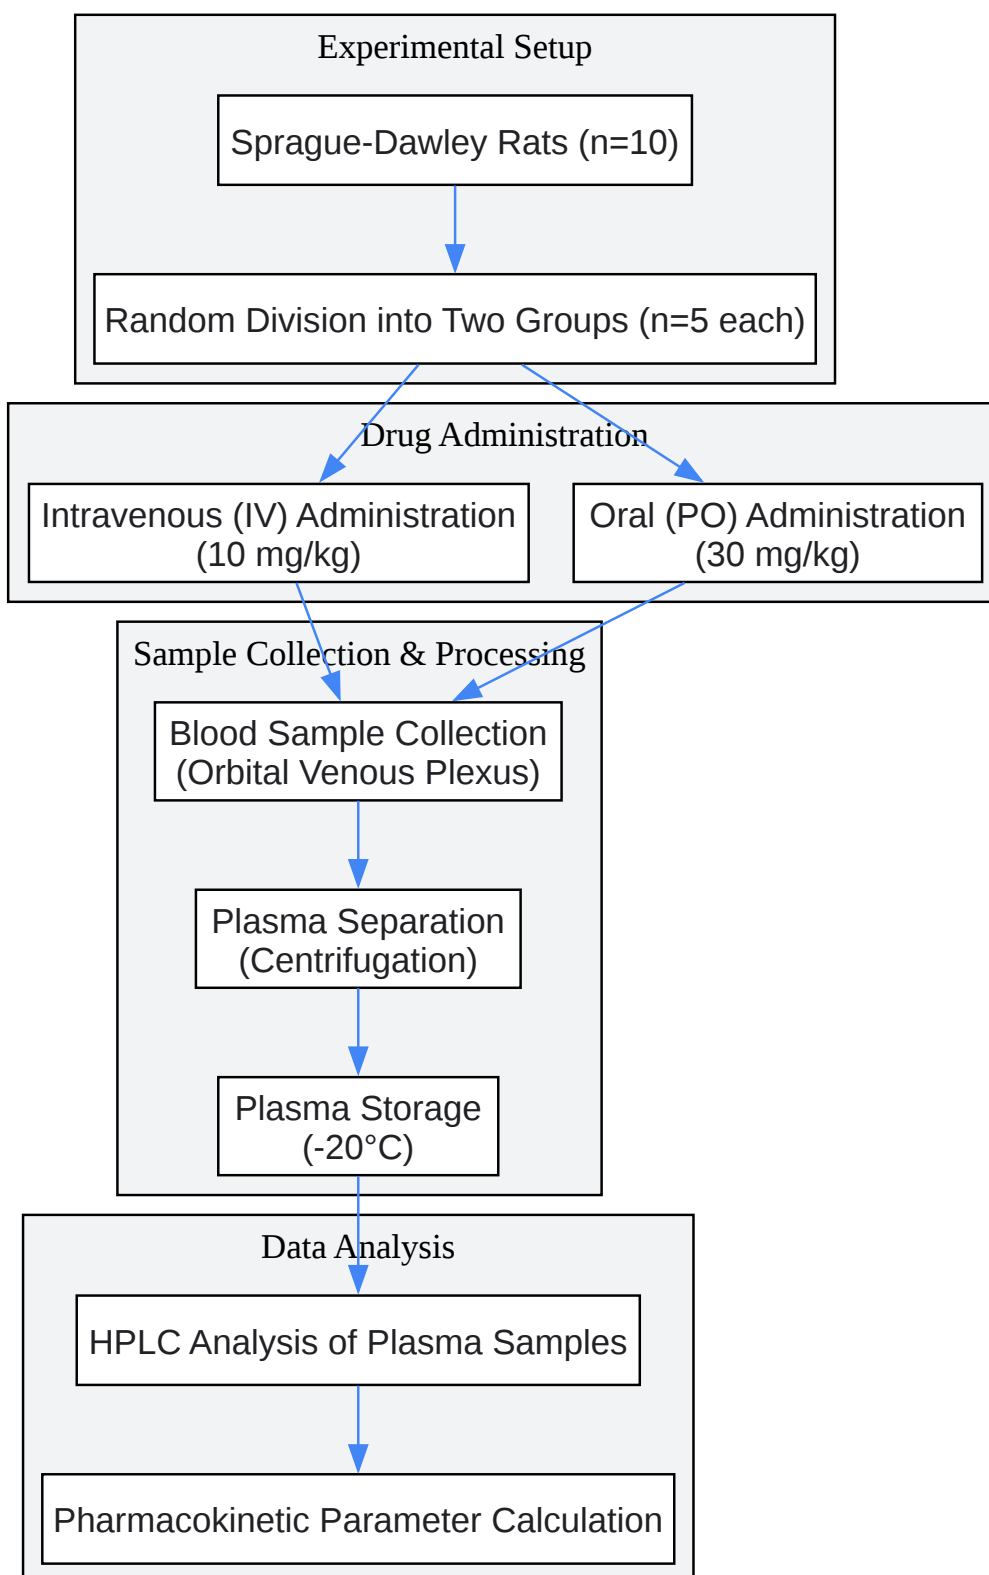 Experimental Setup
Sprague-Dawley Rats (n=10)
Random Division into Two Groups (n=5 each)
Drug Administration
Intravenous (IV) Administration
(10 mg/kg)
Oral (PO) Administration
(30 mg/kg)
Sample Collection & Processing
Blood Sample Collection
(Orbital Venous Plexus)
Plasma Separation
(Centrifugation)
Plasma Storage
(-20°C)
Data Analysis
HPLC Analysis of Plasma Samples
Pharmacokinetic Parameter Calculation